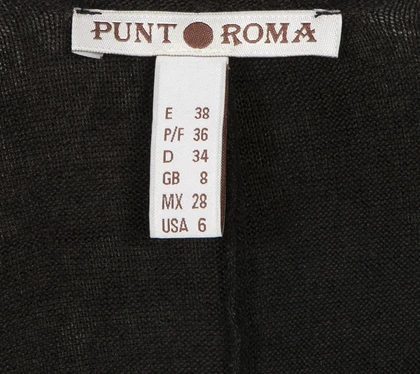 PUNT ROMA
E 38
P/F 36
D 34
GB 8
MX 28
USA 6